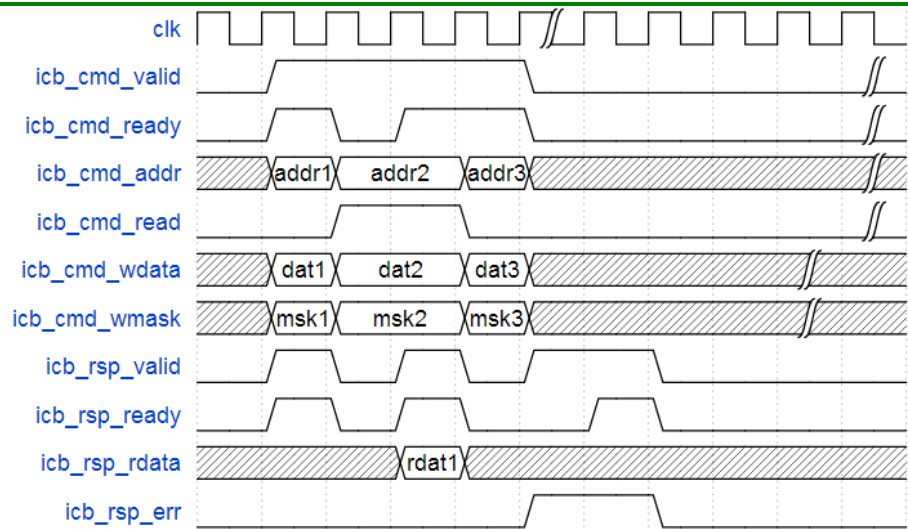 clk
icb_cmd_valid
icb_cmd_ready
icb_cmd_addr addr1 addr2 addr3
icb_cmd_read
icb_cmd_wdata dat1 dat2 dat3
icb_cmd_wmask msk1 msk2 msk3
icb_rsp_valid
icb_rsp_ready
icb_rsp_rdata rdat1
icb_rsp_err